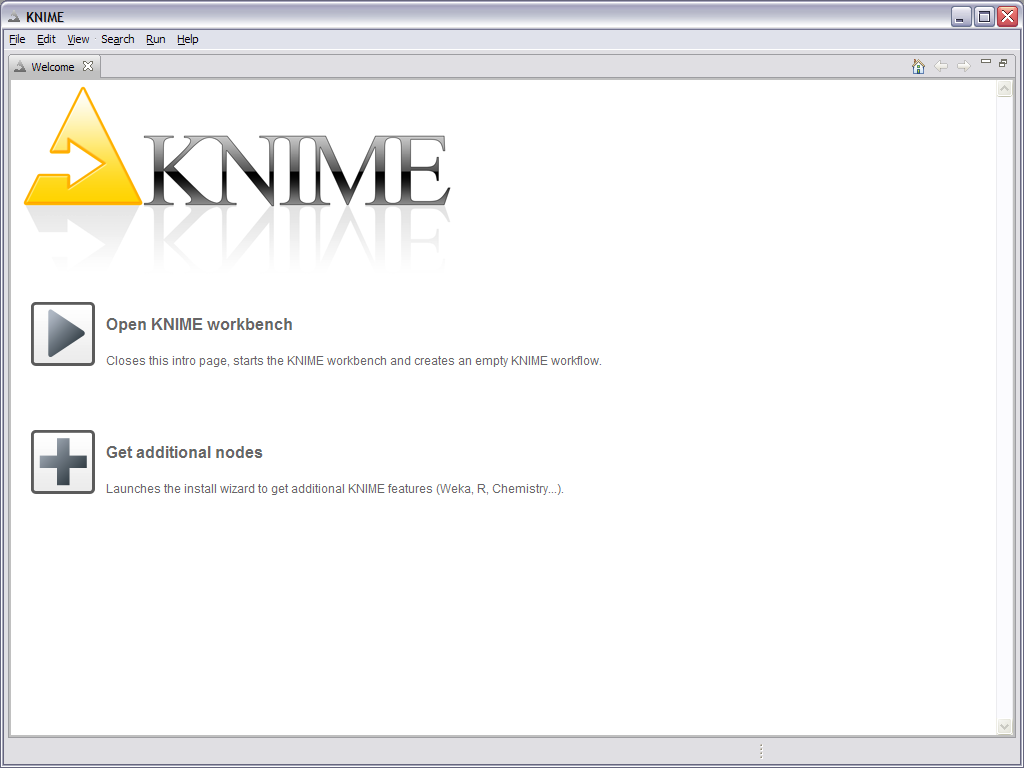 KNIME
File Edit View Search Run Help
Welcome
KNIME
Open KNIME workbench
Closes this intro page, starts the KNIME workbench and creates an empty KNIME workflow.
Get additional nodes
Launches the install wizard to get additional KNIME features (Weka, R, Chemistry...).